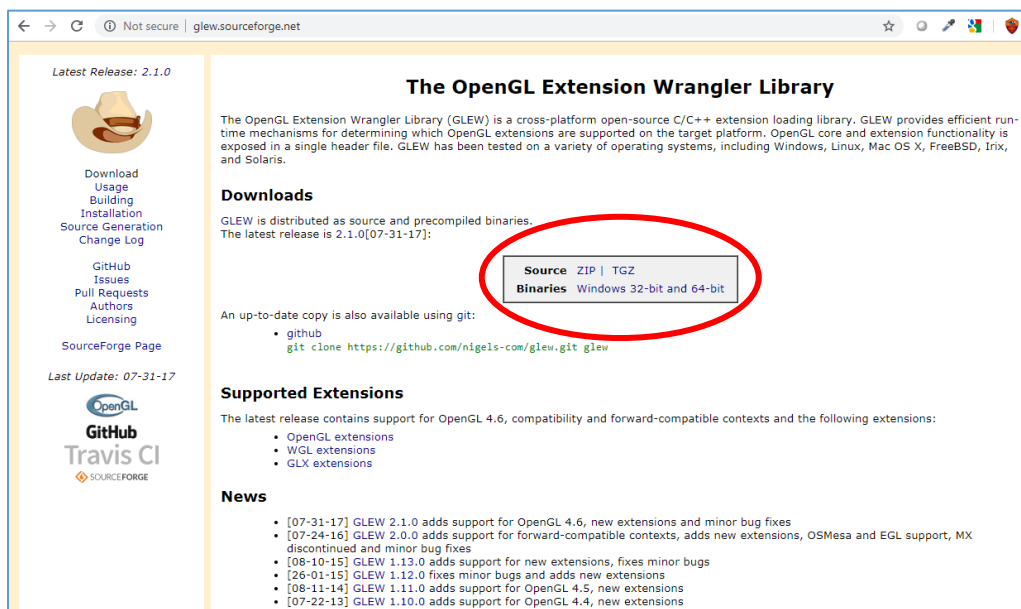 Not secure glew.sourceforge.net
Latest Release: 2.1.0
Download
Usage
Building
Installation
Source Generation
Change Log
GitHub
Issues
Pull Requests
Authors
Licensing
SourceForge Page
Last Update: 07-31-17
OpenGL
GitHub
Travis CI
SOURCEFORGE
The OpenGL Extension Wrangler Library
The OpenGL Extension Wrangler Library (GLEW) is a cross-platform open-source C/C++ extension loading library. GLEW provides efficient run-
time mechanisms for determining which OpenGL extensions are supported on the target platform. OpenGL core and extension functionality is
exposed in a single header file. GLEW has been tested on a variety of operating systems, including Windows, Linux, Mac OS X, FreeBSD, Irix,
and Solaris.
Downloads
GLEW is distributed as source and precompiled binaries.
The latest release is 2.1.0[07-31-17]:
Source ZIP | TGZ
Binaries Windows 32-bit and 64-bit
An up-to-date copy is also available using git:
• github
git clone https://github.com/nigels-com/glew.git glew
Supported Extensions
The latest release contains support for OpenGL 4.6, compatibility and forward-compatible contexts and the following extensions:
• OpenGL extensions
• WGL extensions
• GLX extensions
News
• [07-31-17] GLEW 2.1.0 adds support for OpenGL 4.6, new extensions and minor bug fixes
• [07-24-16] GLEW 2.0.0 adds support for forward-compatible contexts, adds new extensions, OSMesa and EGL support, MX
discontinued and minor bug fixes
• [08-10-15] GLEW 1.13.0 adds support for new extensions, fixes minor bugs
• [26-01-15] GLEW 1.12.0 fixes minor bugs and adds new extensions
• [08-11-14] GLEW 1.11.0 adds support for OpenGL 4.5, new extensions
• [07-22-13] GLEW 1.10.0 adds support for OpenGL 4.4, new extensions